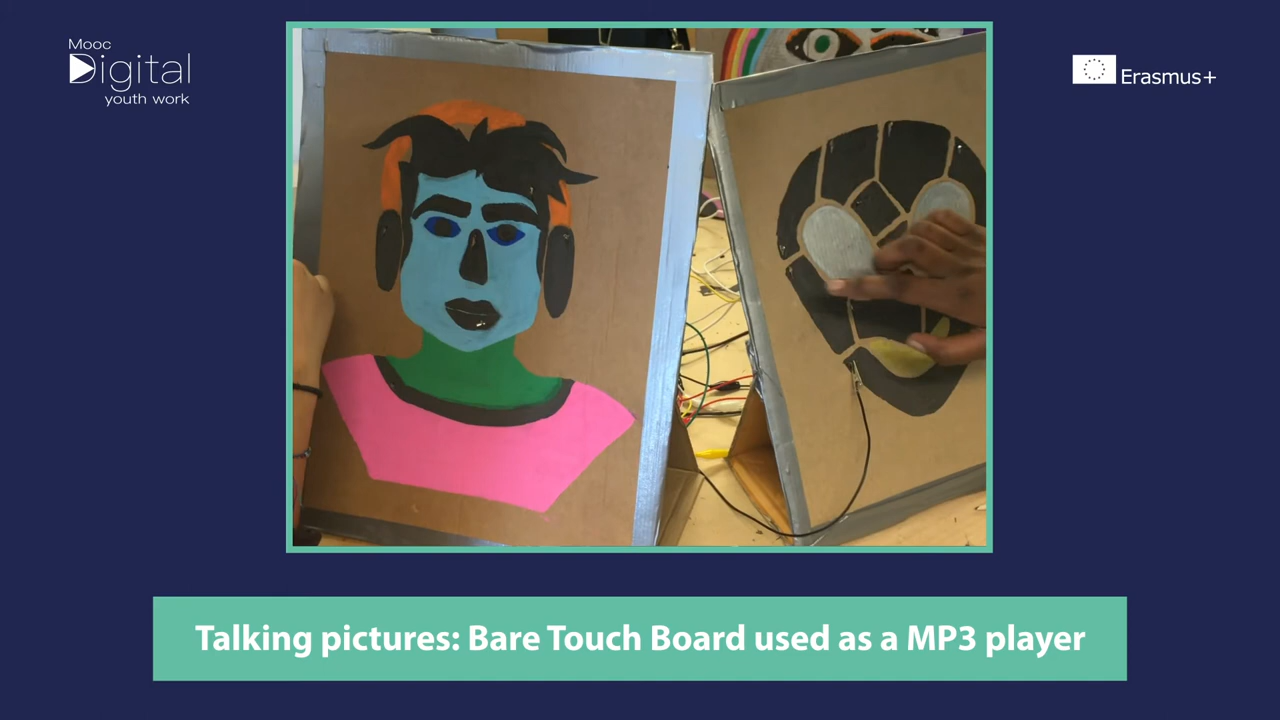 Mooc
Digital
youth work
Erasmus+
Talking pictures: Bare Touch Board used as a MP3 player